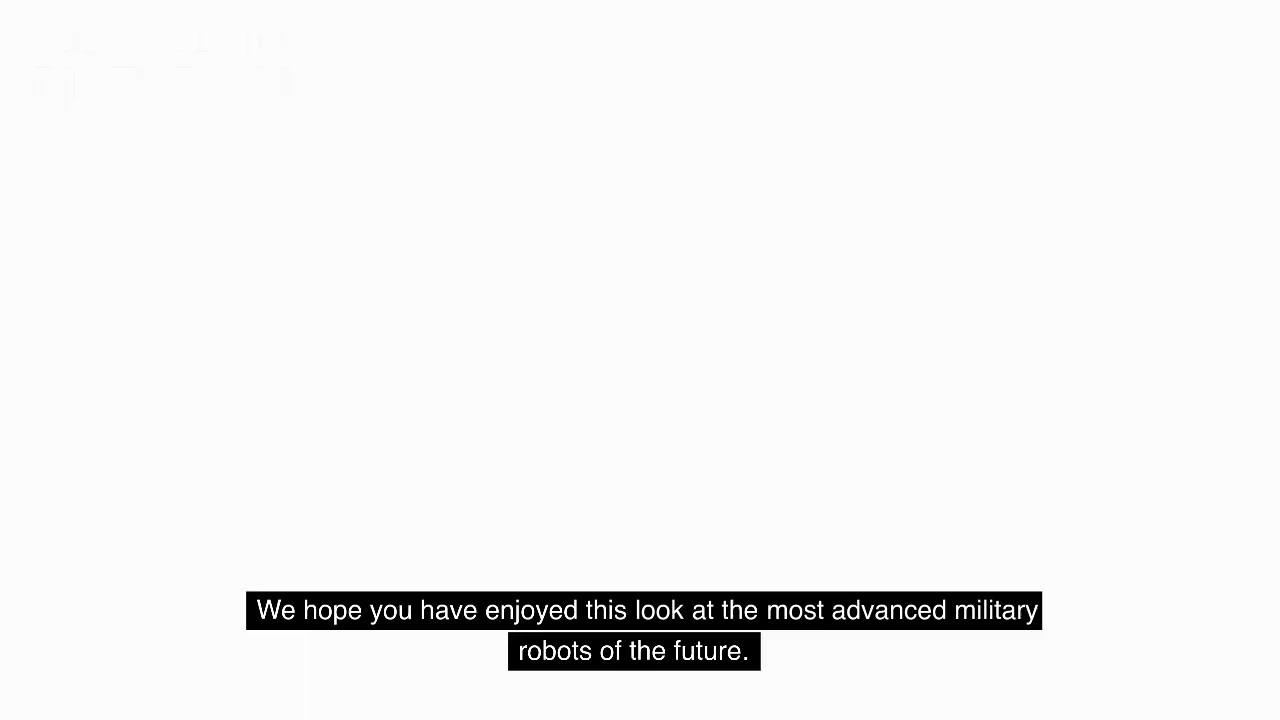 We hope you have enjoyed this look at the most advanced military
robots of the future.